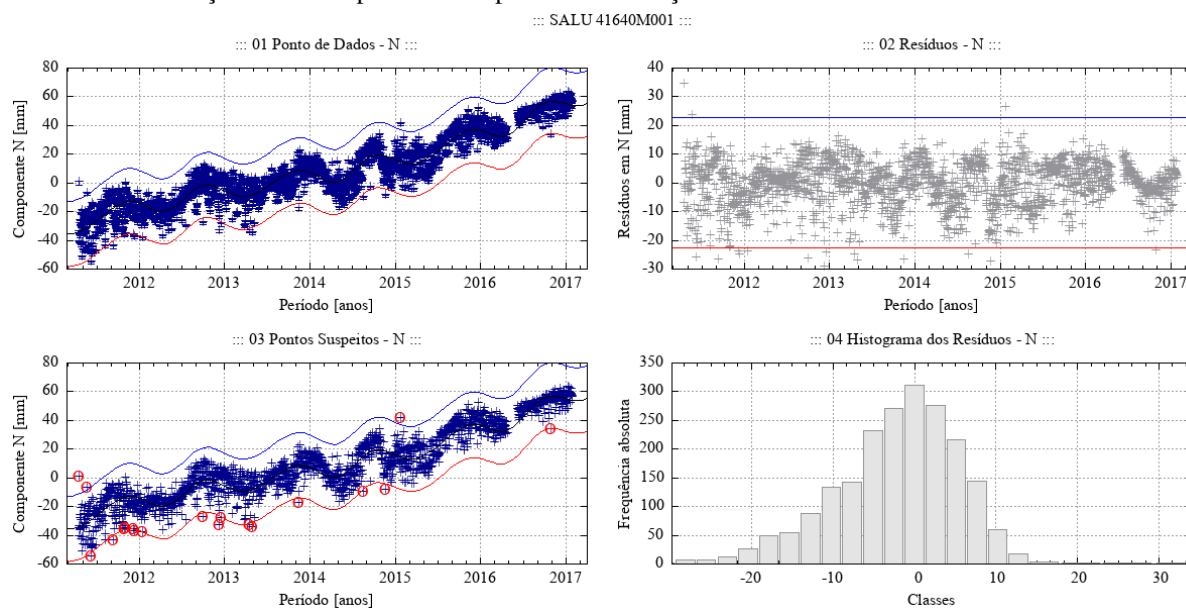 ::: SALU 41640M001 :::
::: 01 Ponto de Dados - N :::
Componente N [mm]
80
60
40
20
0
-20
-40
-60
2012 2013 2014 2015 2016 2017
Período [anos]
::: 02 Resíduos - N :::
Resíduos em N [mm]
40
30
20
10
0
-10
-20
-30
2012 2013 2014 2015 2016 2017
Período [anos]
::: 03 Pontos Suspeitos - N :::
Componente N [mm]
80
60
40
20
0
-20
-40
-60
2012 2013 2014 2015 2016 2017
Período [anos]
::: 04 Histograma dos Resíduos - N :::
Frequência absoluta
350
300
250
200
150
100
50
0
-20 -10 0 10 20 30
Classes